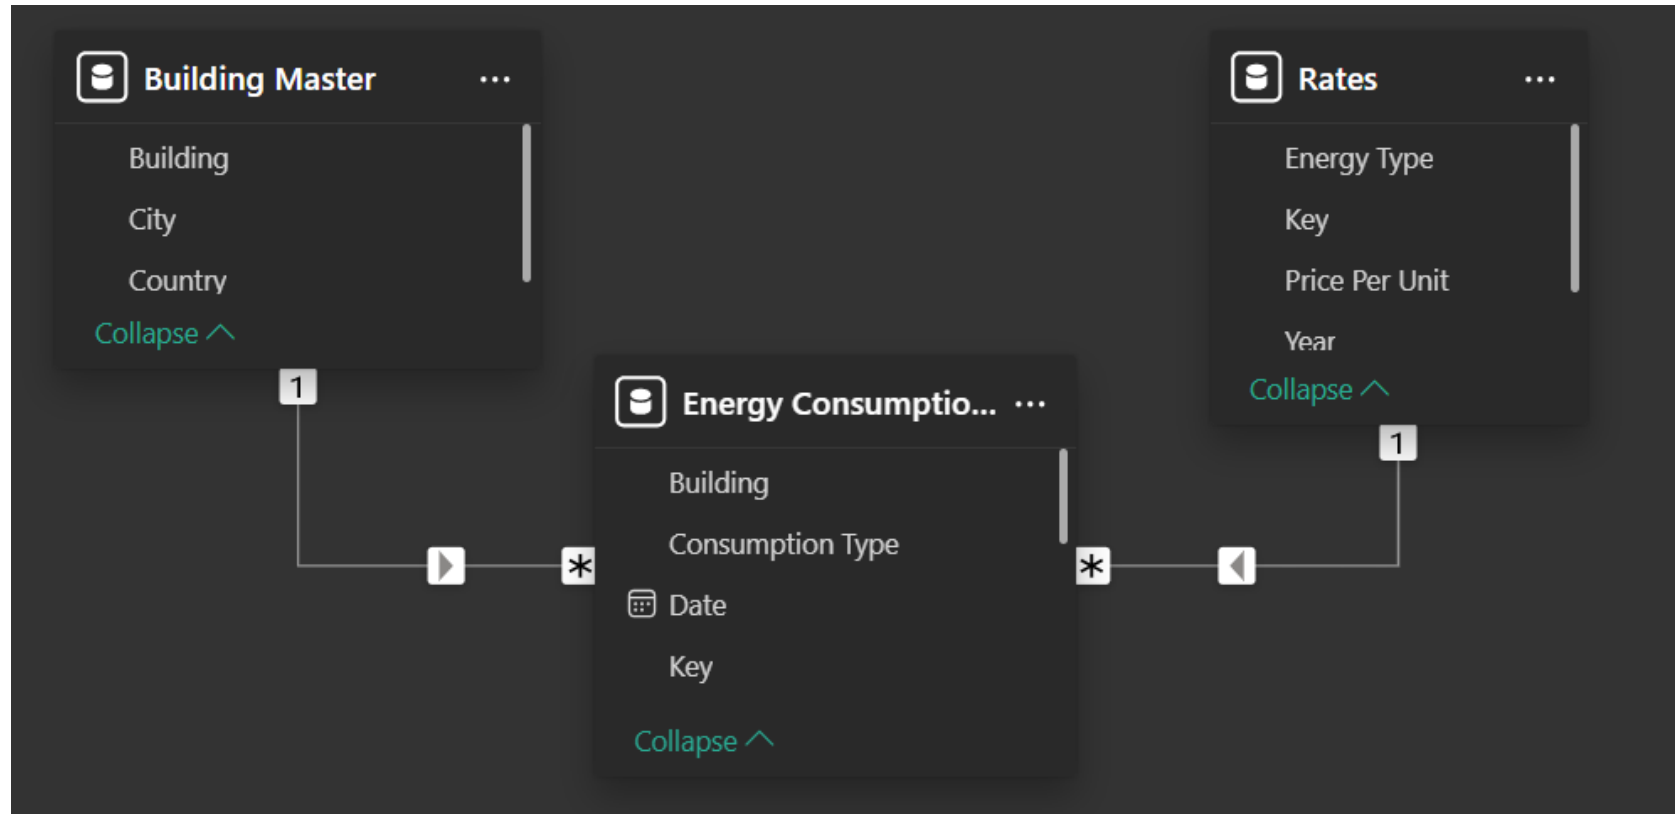 Building Master ...
Building
City
Country
Collapse
1
Rates ...
Energy Type
Key
Price Per Unit
Year
Collapse
1
Energy Consumptio... ...
Building
Consumption Type
Date
Key
Collapse
*
*